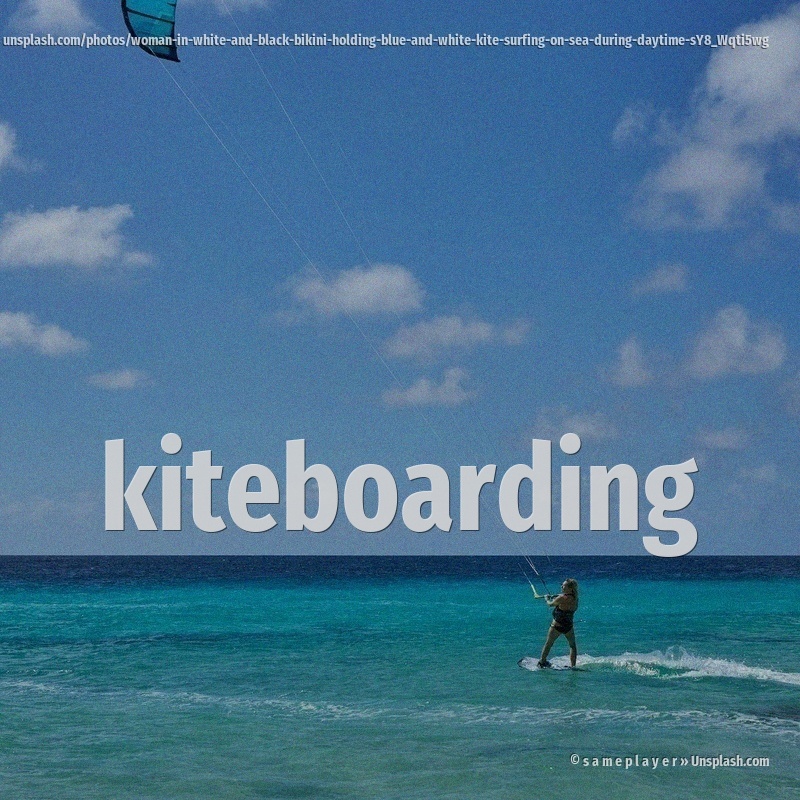 unsplash.com/photos/woman-in-white-and-black-bikini-holding-blue-and-white-kite-surfing-on-sea-during-daytime-sY8_Wqti5wg
kiteboarding
© s a m e p l a y e r » Unsplash.com